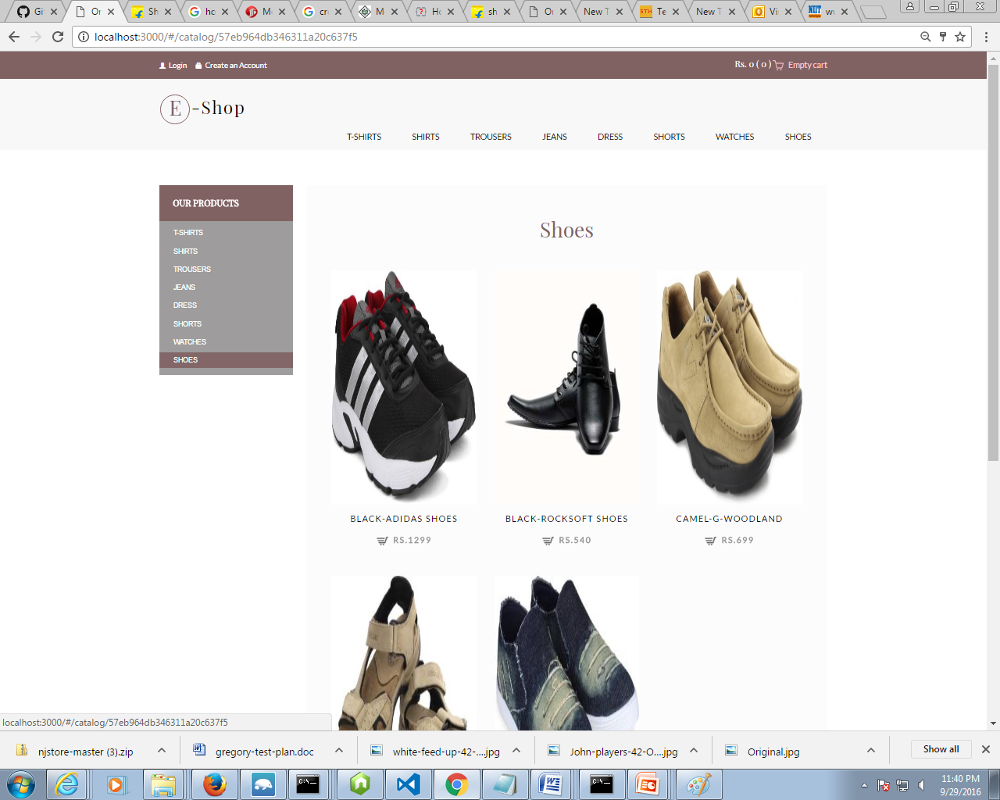 Gi
Or
Sh
hc
M
cr
M
Ho
sh
Or
New T
Te
New T
Vi
NIIT
w
localhost:3000/#/catalog/57eb964db346311a20c637f5
Login
Create an Account
Rs. 0 ( 0 )
Empty cart
E-Shop
T-SHIRTS
SHIRTS
TROUSERS
JEANS
DRESS
SHORTS
WATCHES
SHOES
OUR PRODUCTS
T-SHIRTS
SHIRTS
TROUSERS
JEANS
DRESS
SHORTS
WATCHES
SHOES
Shoes
BLACK-ADIDAS SHOES
RS.1299
BLACK-ROCKSOFT SHOES
RS.540
CAMEL-G-WOODLAND
RS.699
localhost:3000/#/catalog/57eb964db346311a20c637f5
njstore-master (3).zip
gregory-test-plan.doc
white-feed-up-42-....jpg
John-players-42-O....jpg
Original.jpg
Show all
11:40 PM
9/29/2016